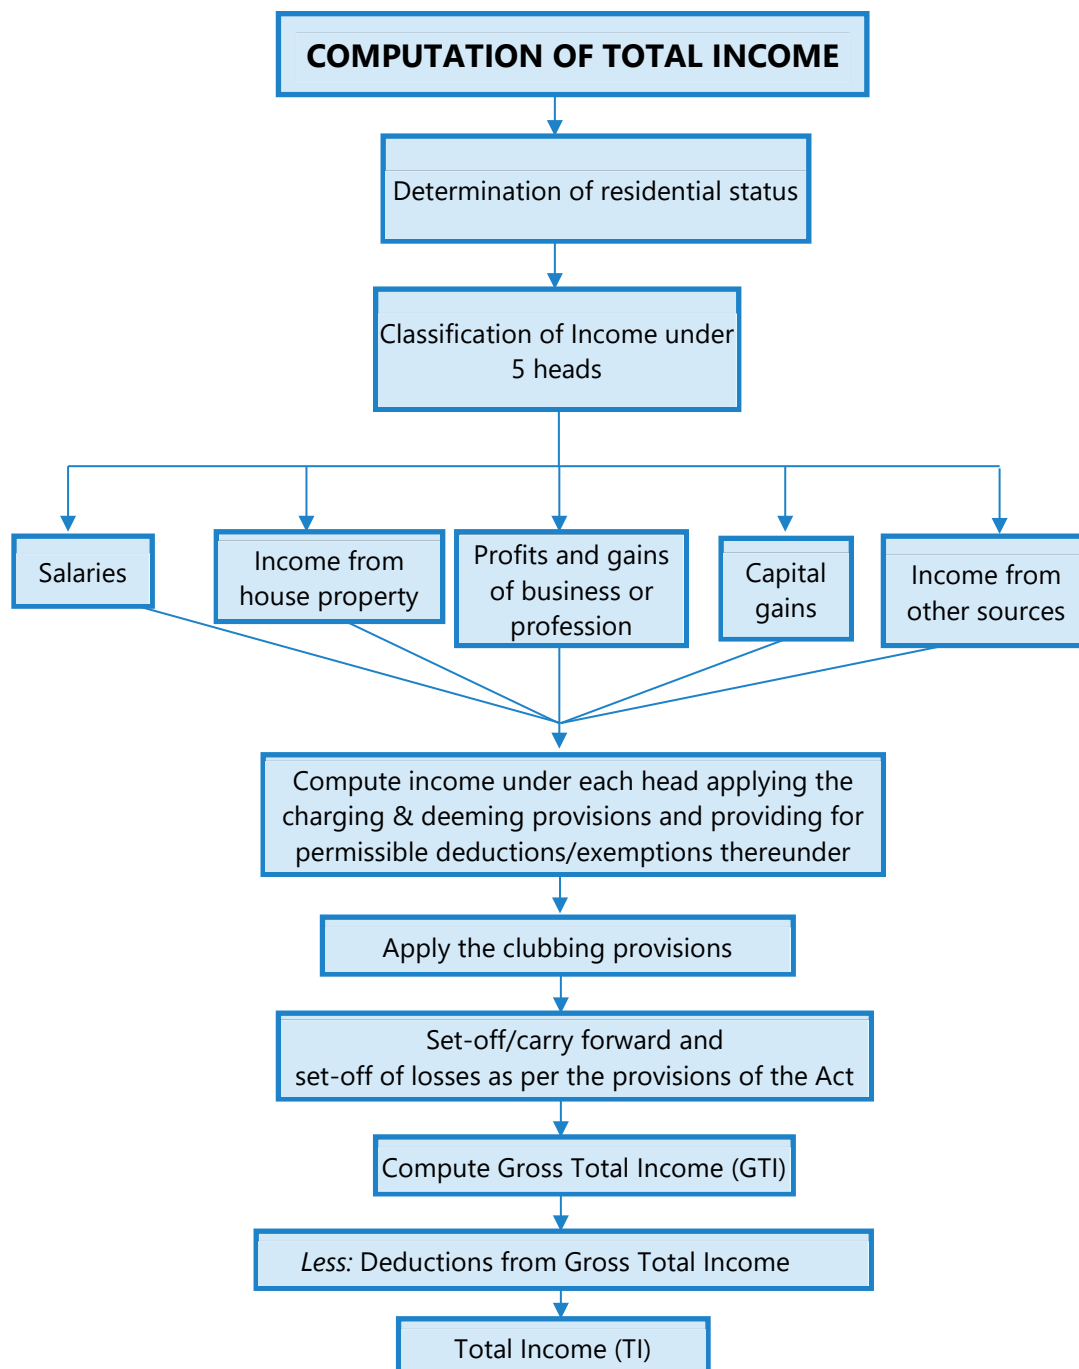 COMPUTATION OF TOTAL INCOME
Determination of residential status
Classification of Income under
5 heads
Salaries
Income from
house property
Profits and gains
of business or
profession
Capital
gains
Income from
other sources
Compute income under each head applying the
charging & deeming provisions and providing for
permissible deductions/exemptions thereunder
Apply the clubbing provisions
Set-off/carry forward and
set-off of losses as per the provisions of the Act
Compute Gross Total Income (GTI)
Less: Deductions from Gross Total Income
Total Income (TI)